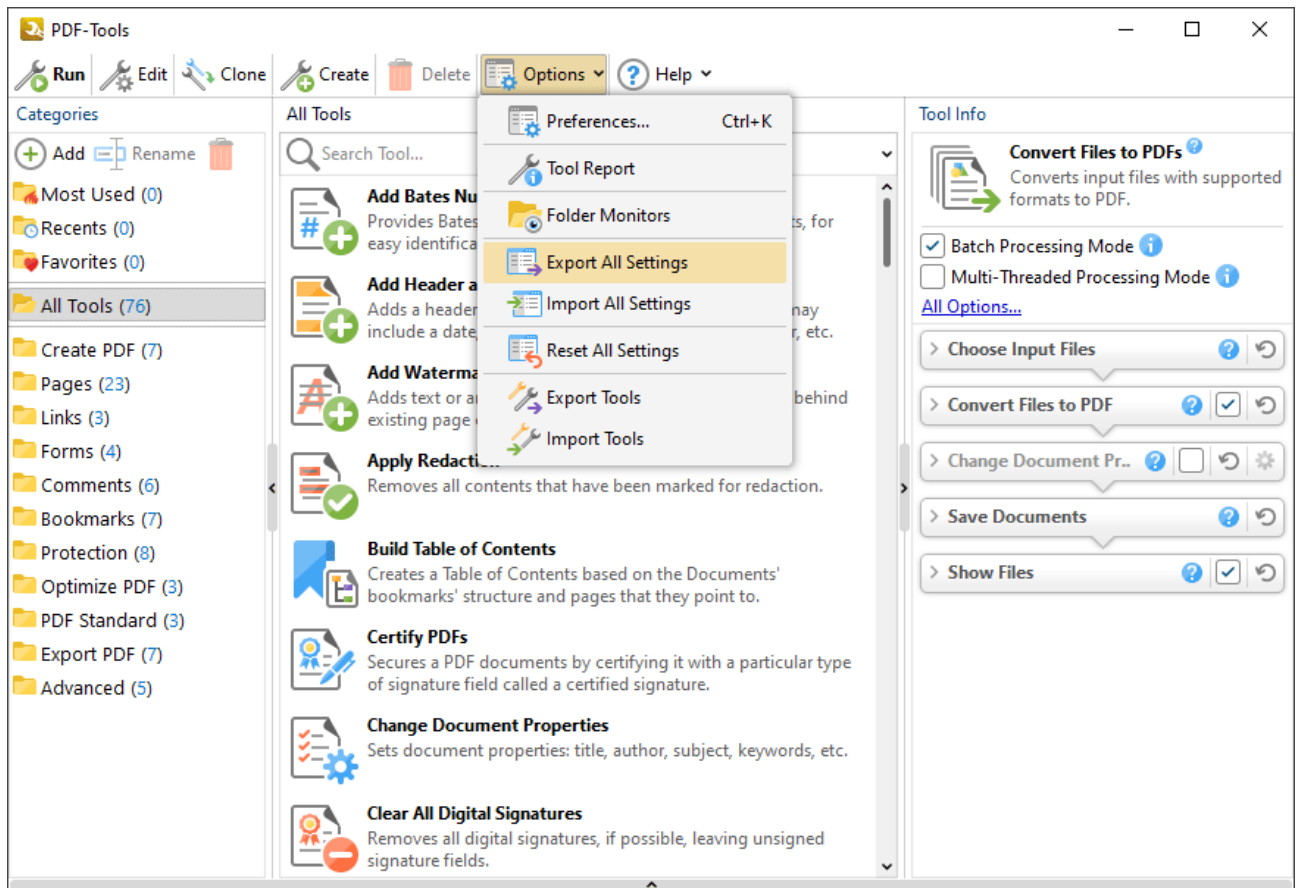 PDF-Tools
Run Edit Clone Create Delete Options Help
Categories
Add Rename
Most Used (0)
Recents (0)
Favorites (0)
All Tools (76)
Create PDF (7)
Pages (23)
Links (3)
Forms (4)
Comments (6)
Bookmarks (7)
Protection (8)
Optimize PDF (3)
PDF Standard (3)
Export PDF (7)
Advanced (5)
All Tools
Search Tool...
Add Bates Nu
Provides Bates ts, for
easy identifica
Add Header a
Adds a header may
include a date, r, etc.
Add Waterma
Adds text or a behind
existing page
Apply Redacti
Removes all contents that have been marked for redaction.
Build Table of Contents
Creates a Table of Contents based on the Documents'
bookmarks' structure and pages that they point to.
Certify PDFs
Secures a PDF documents by certifying it with a particular type
of signature field called a certified signature.
Change Document Properties
Sets document properties: title, author, subject, keywords, etc.
Clear All Digital Signatures
Removes all digital signatures, if possible, leaving unsigned
signature fields.
Preferences... Ctrl+K
Tool Report
Folder Monitors
Export All Settings
Import All Settings
Reset All Settings
Export Tools
Import Tools
Tool Info
Convert Files to PDFs
Converts input files with supported
formats to PDF.
Batch Processing Mode
Multi-Threaded Processing Mode
All Options...
Choose Input Files
Convert Files to PDF
Change Document Pr..
Save Documents
Show Files